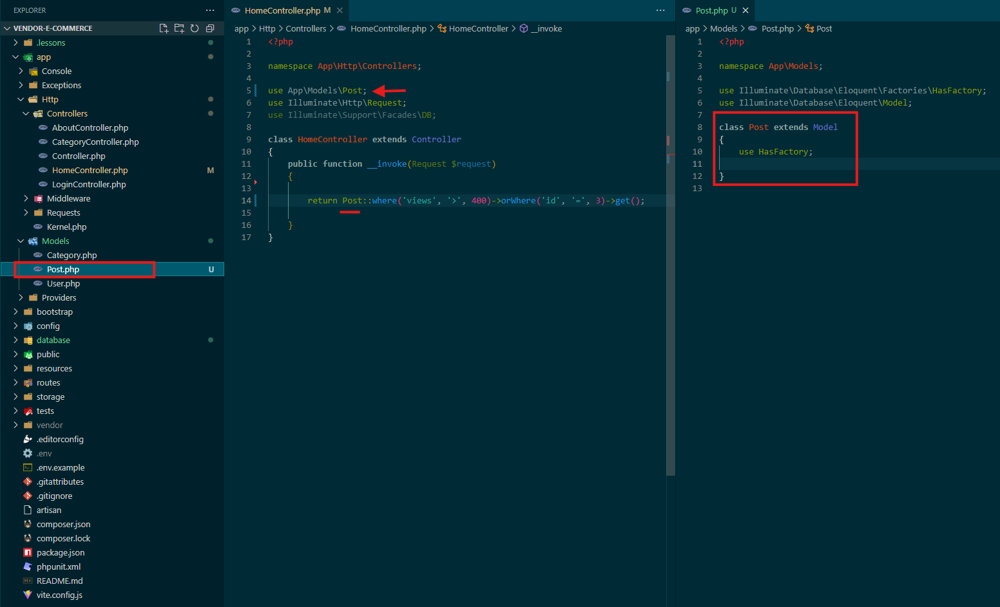 EXPLORER
VENDOR-E-COMMERCE
.lessons
app
Console
Exceptions
Http
Controllers
AboutController.php
CategoryController.php
Controller.php
HomeController.php M
LoginController.php
Middleware
Requests
Kernel.php
Models
Category.php
Post.php U
User.php
Providers
bootstrap
config
database
public
resources
routes
storage
tests
vendor
.editorconfig
.env
.env.example
.gitattributes
.gitignore
artisan
composer.json
composer.lock
package.json
phpunit.xml
README.md
vite.config.js
HomeController.php M
app > Http > Controllers > HomeController.php > HomeController > __invoke
1 <?php
2
3 namespace App\Http\Controllers;
4
5 use App\Models\Post;
6 use Illuminate\Http\Request;
7 use Illuminate\Support\Facades\DB;
8
9 class HomeController extends Controller
10 {
11 public function __invoke(Request $request)
12 {
13
14 return Post::where('views', '>', 400)->orWhere('id', '=', 3)->get();
15
16 }
17 }
Post.php U
app > Models > Post.php > Post
1 <?php
2
3 namespace App\Models;
4
5 use Illuminate\Database\Eloquent\Factories\HasFactory;
6 use Illuminate\Database\Eloquent\Model;
7
8 class Post extends Model
9 {
10 use HasFactory;
11
12 }
13